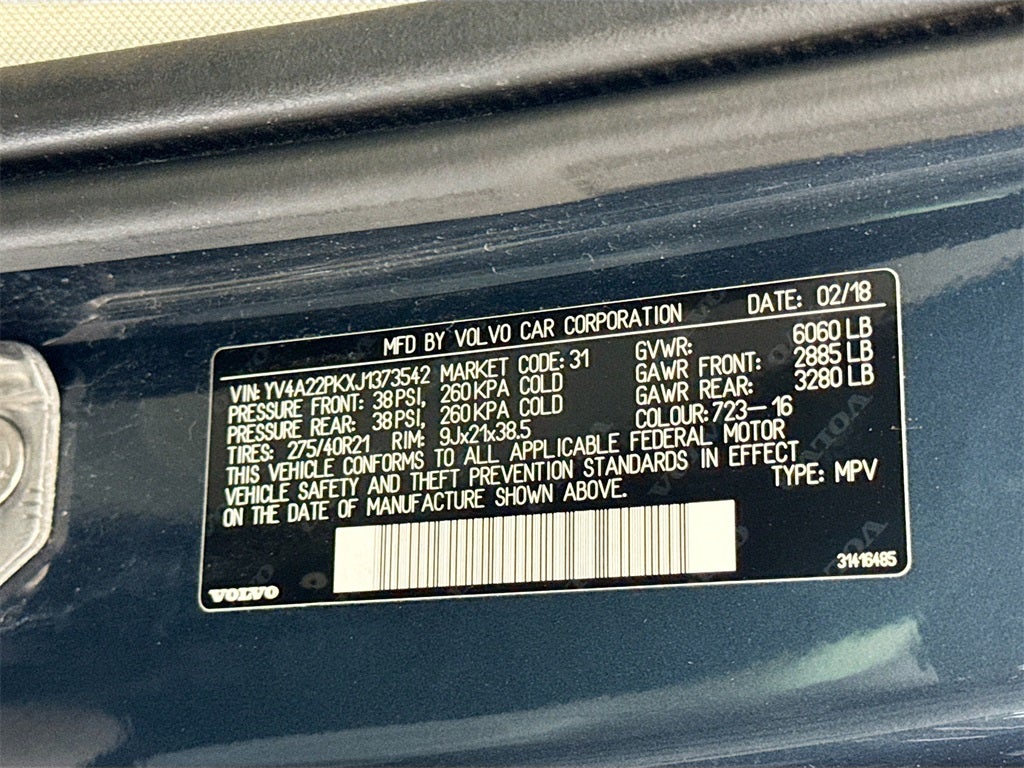 MFD BY VOLVO CAR CORPORATION DATE: 02/18
VIN: YV4A22PKXJ1373542 MARKET CODE: 31 GVWR: 6060 LB
PRESSURE FRONT: 38 PSI, 260 KPA COLD GAWR FRONT: 2885 LB
PRESSURE REAR: 38 PSI, 260 KPA COLD GAWR REAR: 3280 LB
TIRES: 275/40R21 RIM: 9Jx21x38.5 COLOUR: 723-16
THIS VEHICLE CONFORMS TO ALL APPLICABLE FEDERAL MOTOR
VEHICLE SAFETY AND THEFT PREVENTION STANDARDS IN EFFECT
ON THE DATE OF MANUFACTURE SHOWN ABOVE. TYPE: MPV
31416485
VOLVO